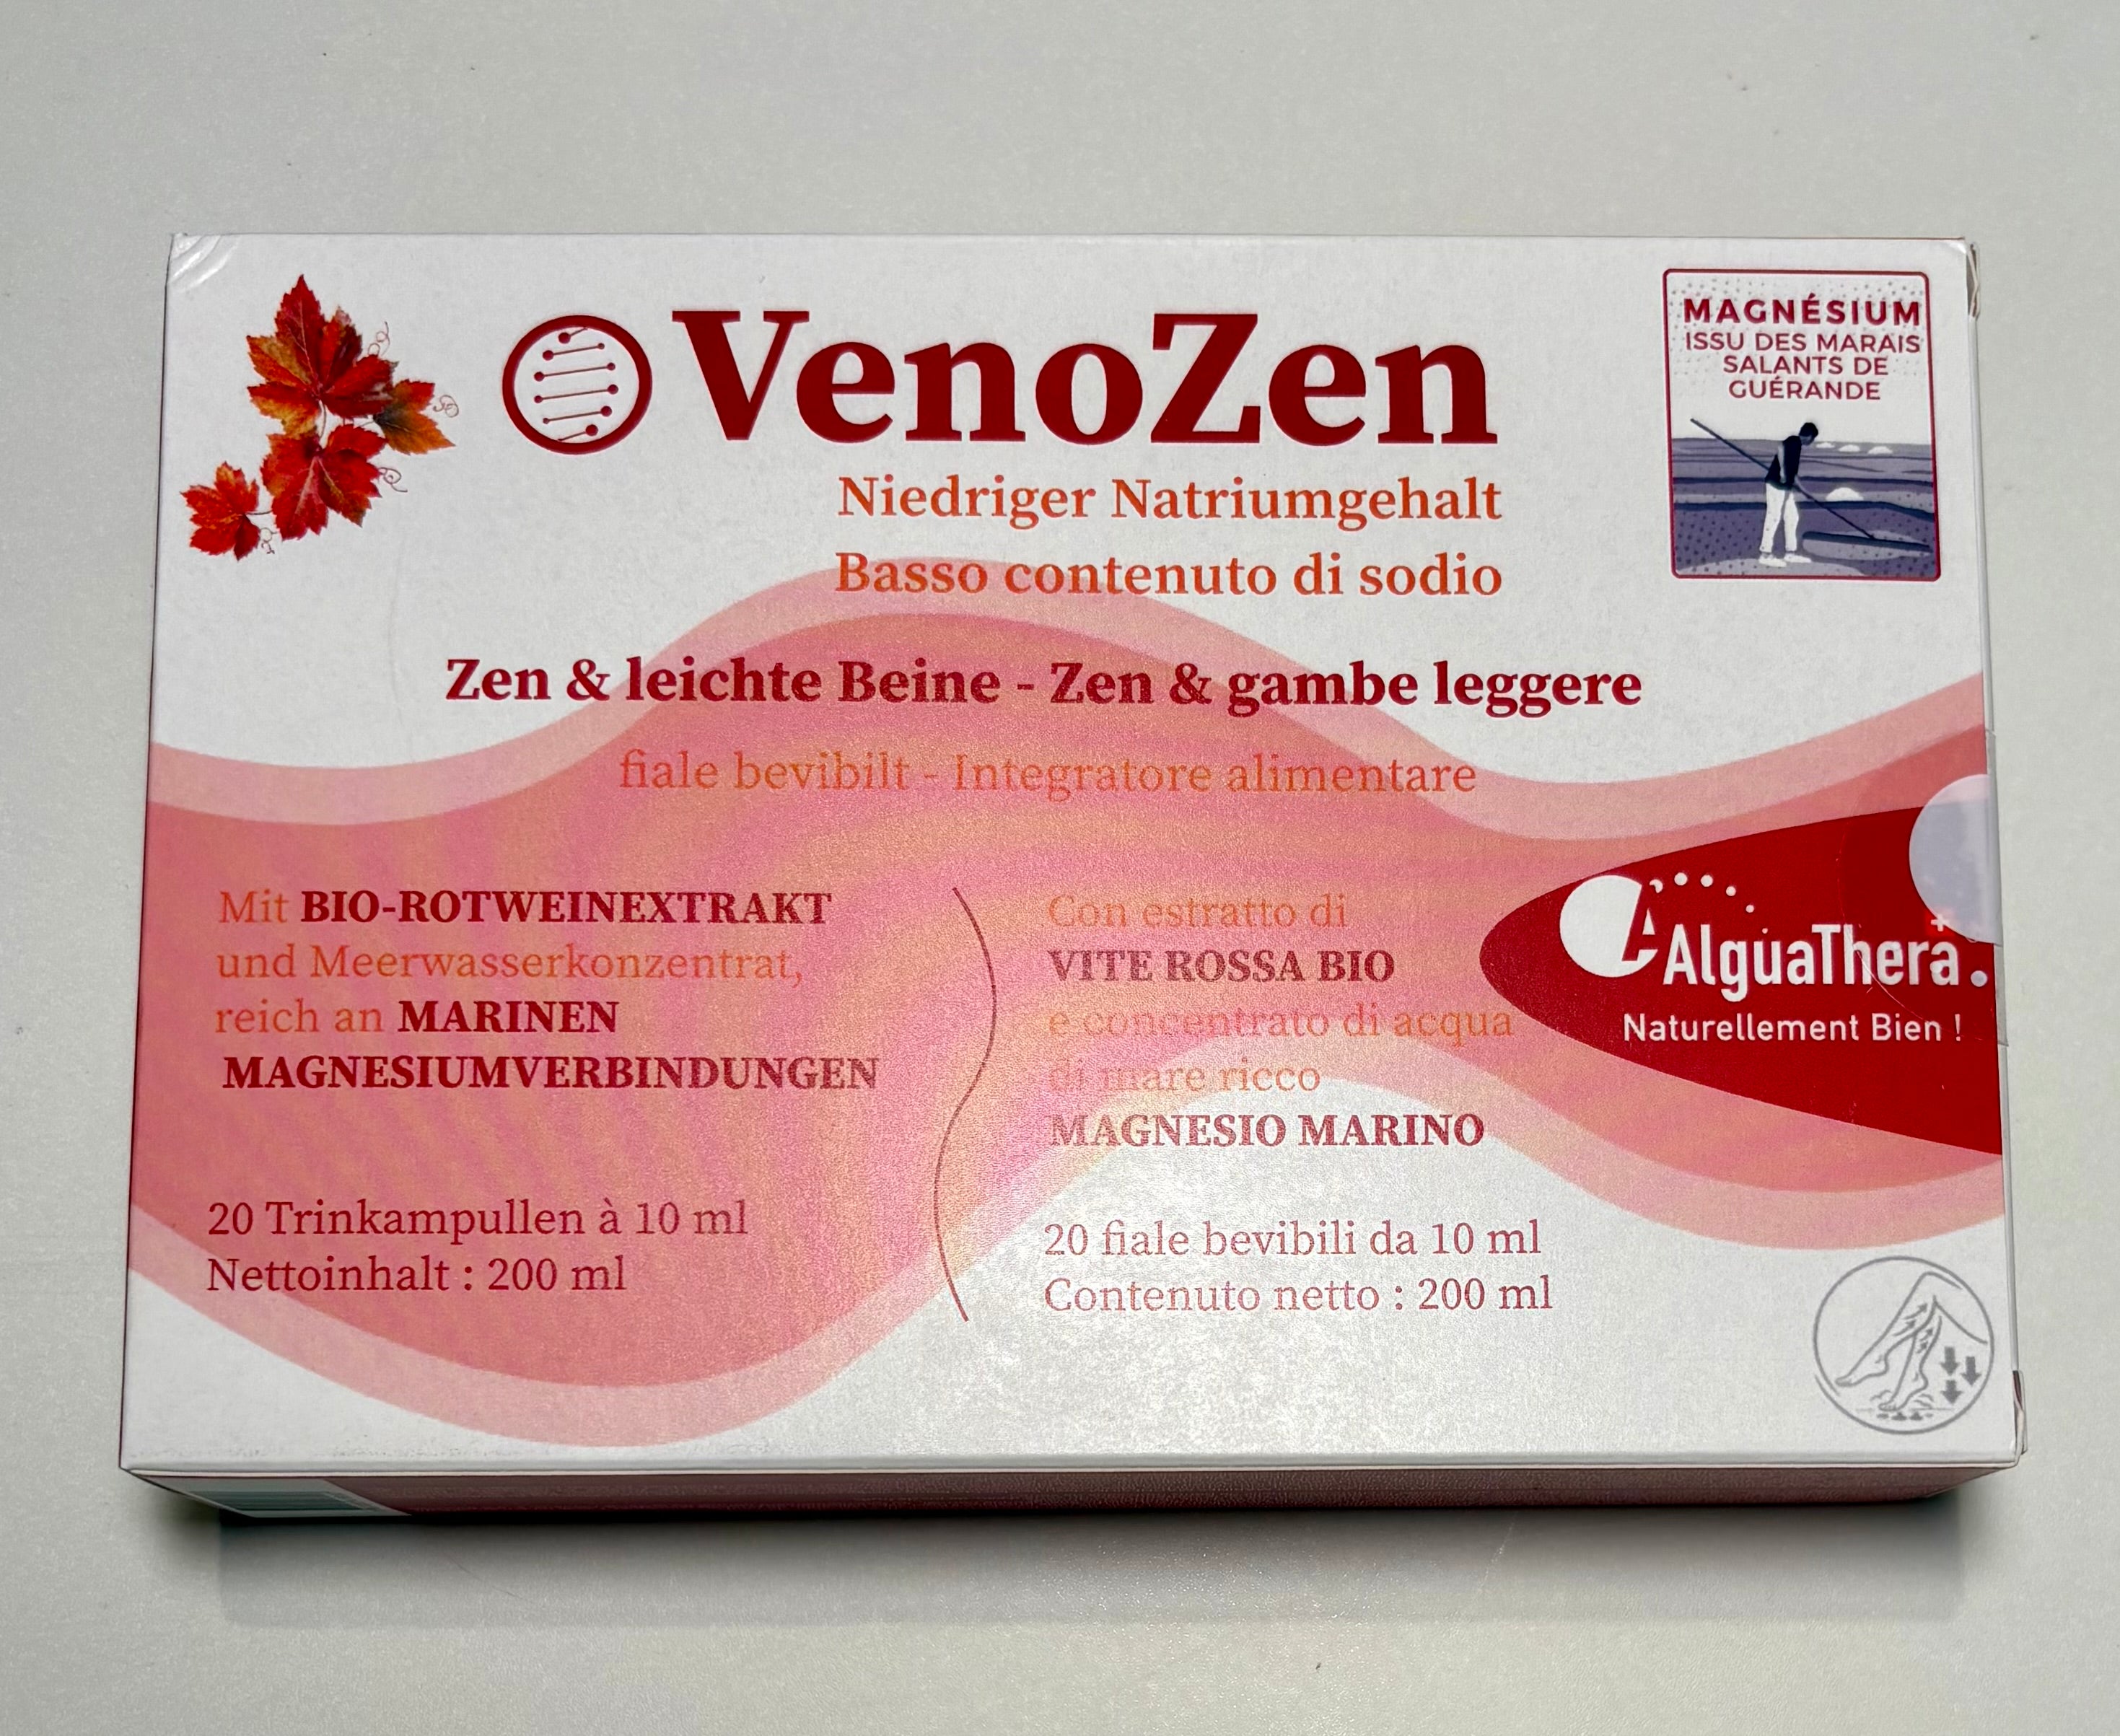 VenoZen
MAGNÉSIUM
ISSU DES MARAIS
SALANTS DE
GUÉRANDE
Niedriger Natriumgehalt
Basso contenuto di sodio
Zen & leichte Beine - Zen & gambe leggere
fiale bevibilt - Integratore alimentare
Mit BIO-ROTWEINEXTRAKT
und Meerwasserkonzentrat,
reich an MARINEN
MAGNESIUMVERBINDUNGEN
20 Trinkampullen à 10 ml
Nettoinhalt : 200 ml
Con estratto di
VITE ROSSA BIO
e concentrato di acqua
di mare ricco
MAGNESIO MARINO
20 fiale bevibili da 10 ml
Contenuto netto : 200 ml
AlguaThera+
Naturellement Bien !